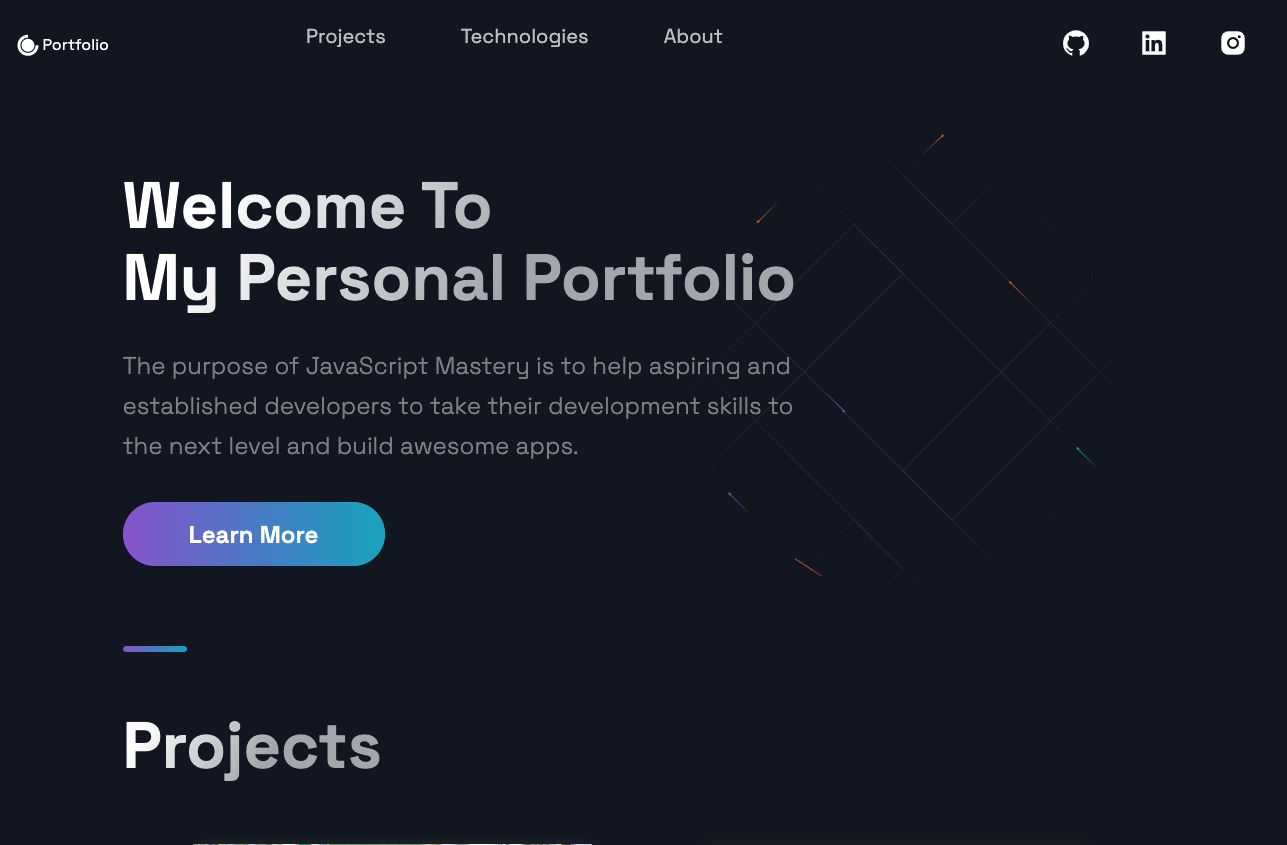 Portfolio
Projects
Technologies
About
Welcome To
My Personal Portfolio
The purpose of JavaScript Mastery is to help aspiring and
established developers to take their development skills to
the next level and build awesome apps.
Learn More
Projects